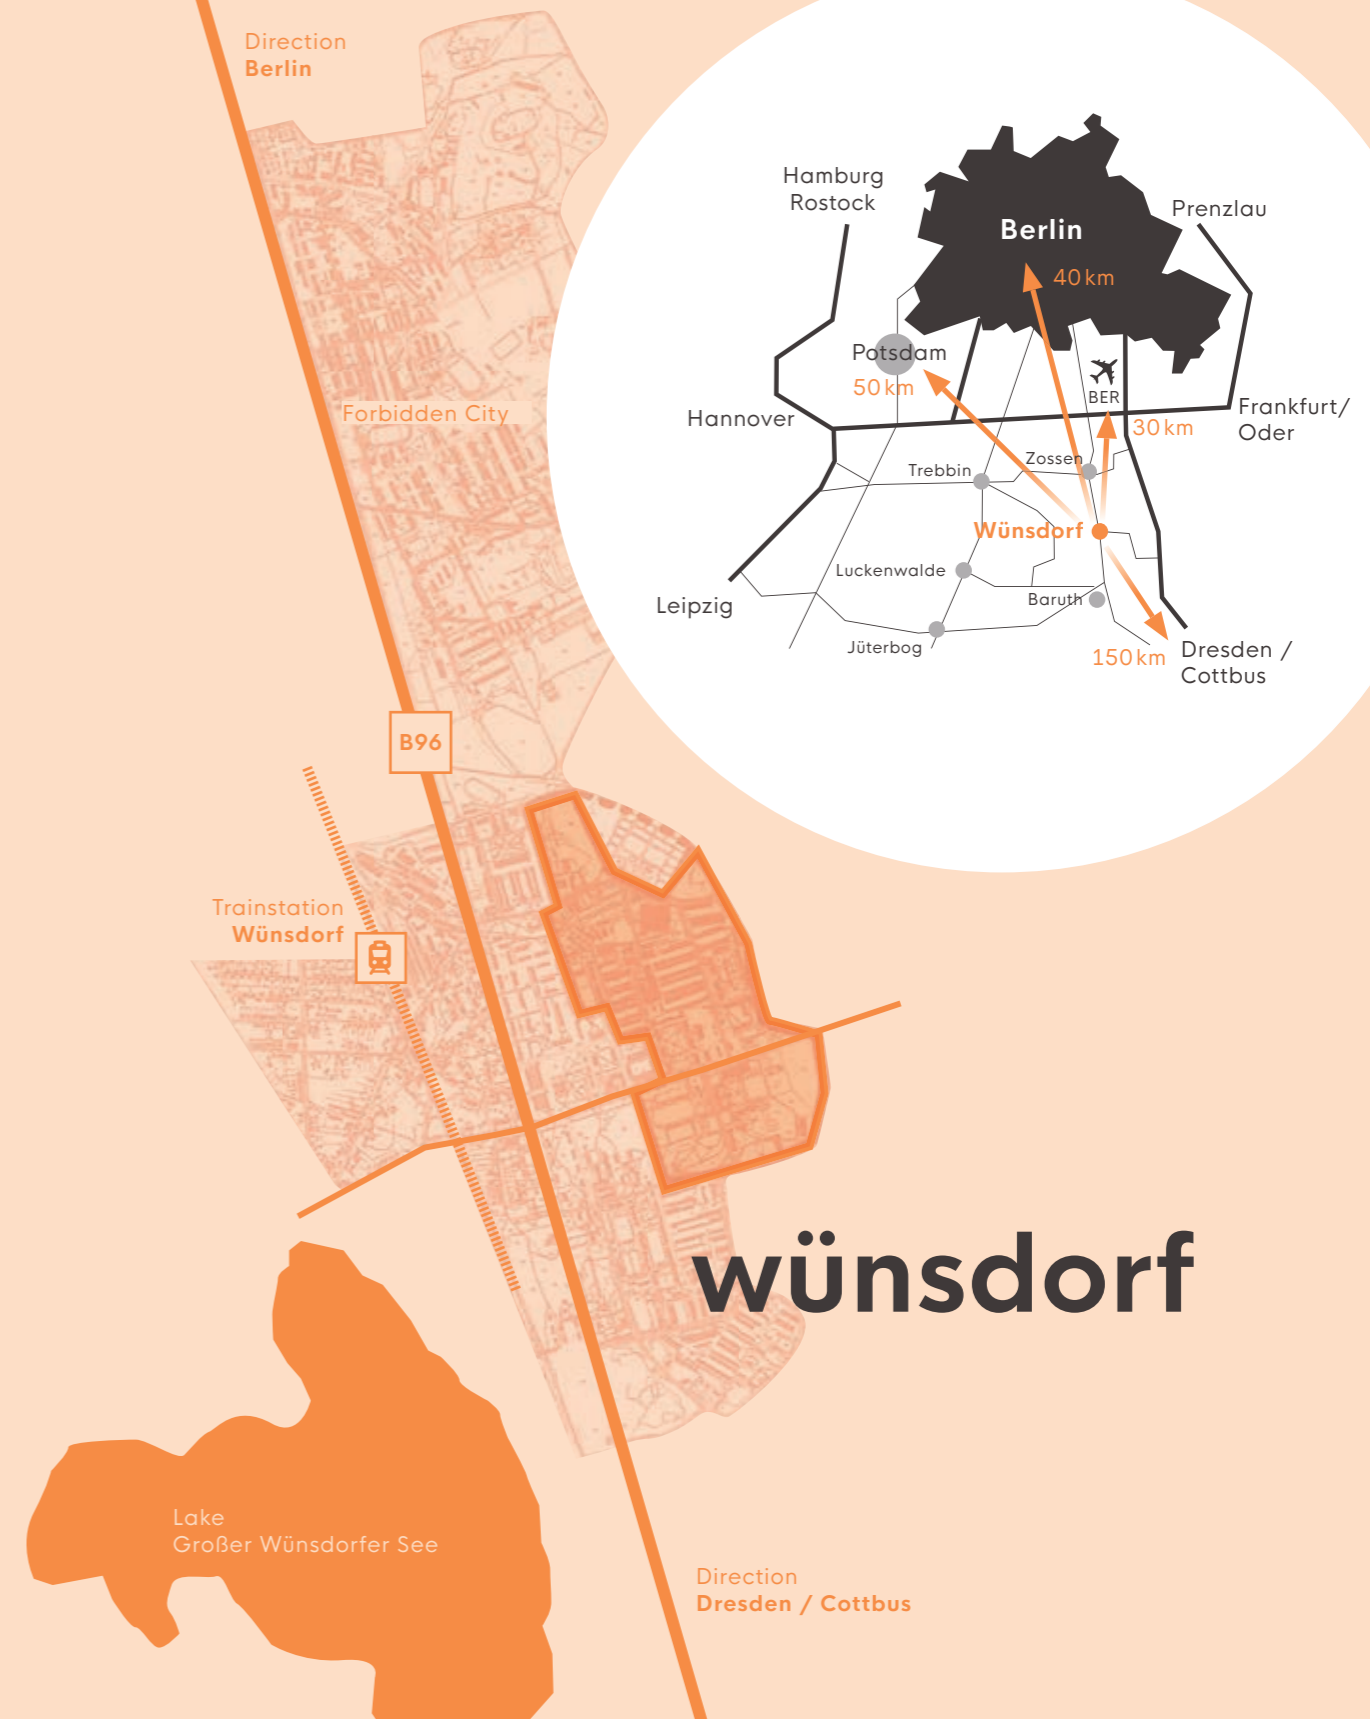 Direction
Berlin
Hamburg
Rostock
Prenzlau
Berlin
40 km
Potsdam
50 km
BER
Hannover
Frankfurt/
Oder
30 km
Forbidden City
Zossen
Trebbin
Wünsdorf
Luckenwalde
Baruth
Leipzig
Jüterbog
150 km
Dresden /
Cottbus
B96
Trainstation
Wünsdorf
wünsdorf
Lake
Großer Wünsdorfer See
Direction
Dresden / Cottbus